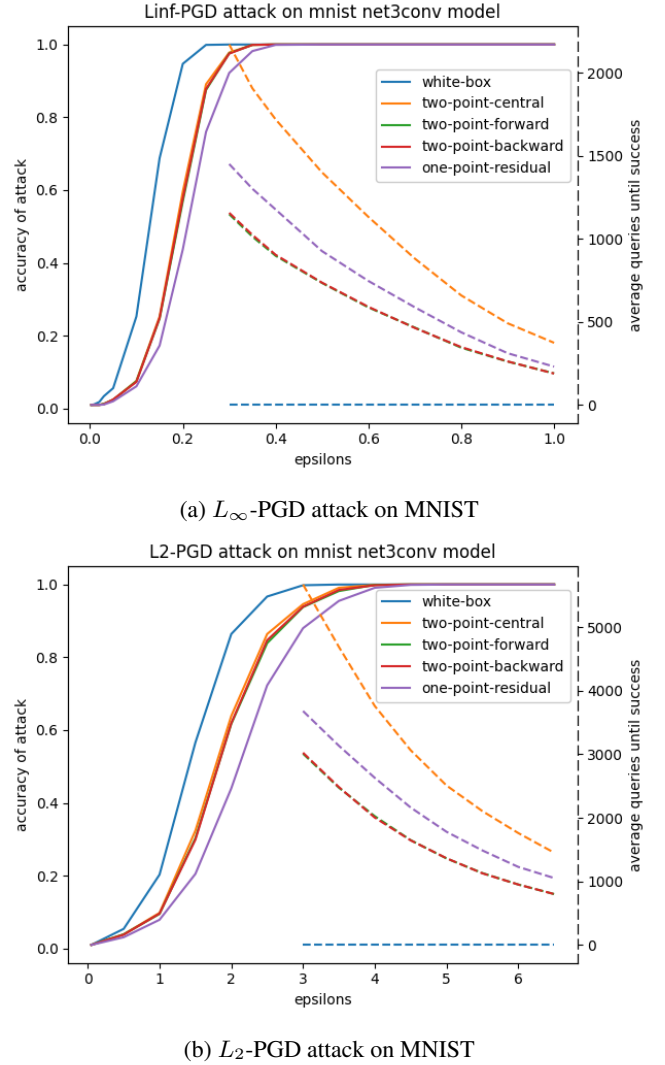 Linf-PGD attack on mnist net3conv model
1.0
0.8
0.6
0.4
0.2
0.0
accuracy of attack
white-box
two-point-central
two-point-forward
two-point-backward
one-point-residual
2000
1500
1000
500
0
average queries until success
0.0 0.2 0.4 0.6 0.8 1.0
epsilons
(a) L∞-PGD attack on MNIST
L2-PGD attack on mnist net3conv model
1.0
0.8
0.6
0.4
0.2
0.0
accuracy of attack
white-box
two-point-central
two-point-forward
two-point-backward
one-point-residual
5000
4000
3000
2000
1000
0
average queries until success
0 1 2 3 4 5 6
epsilons
(b) L₂-PGD attack on MNIST